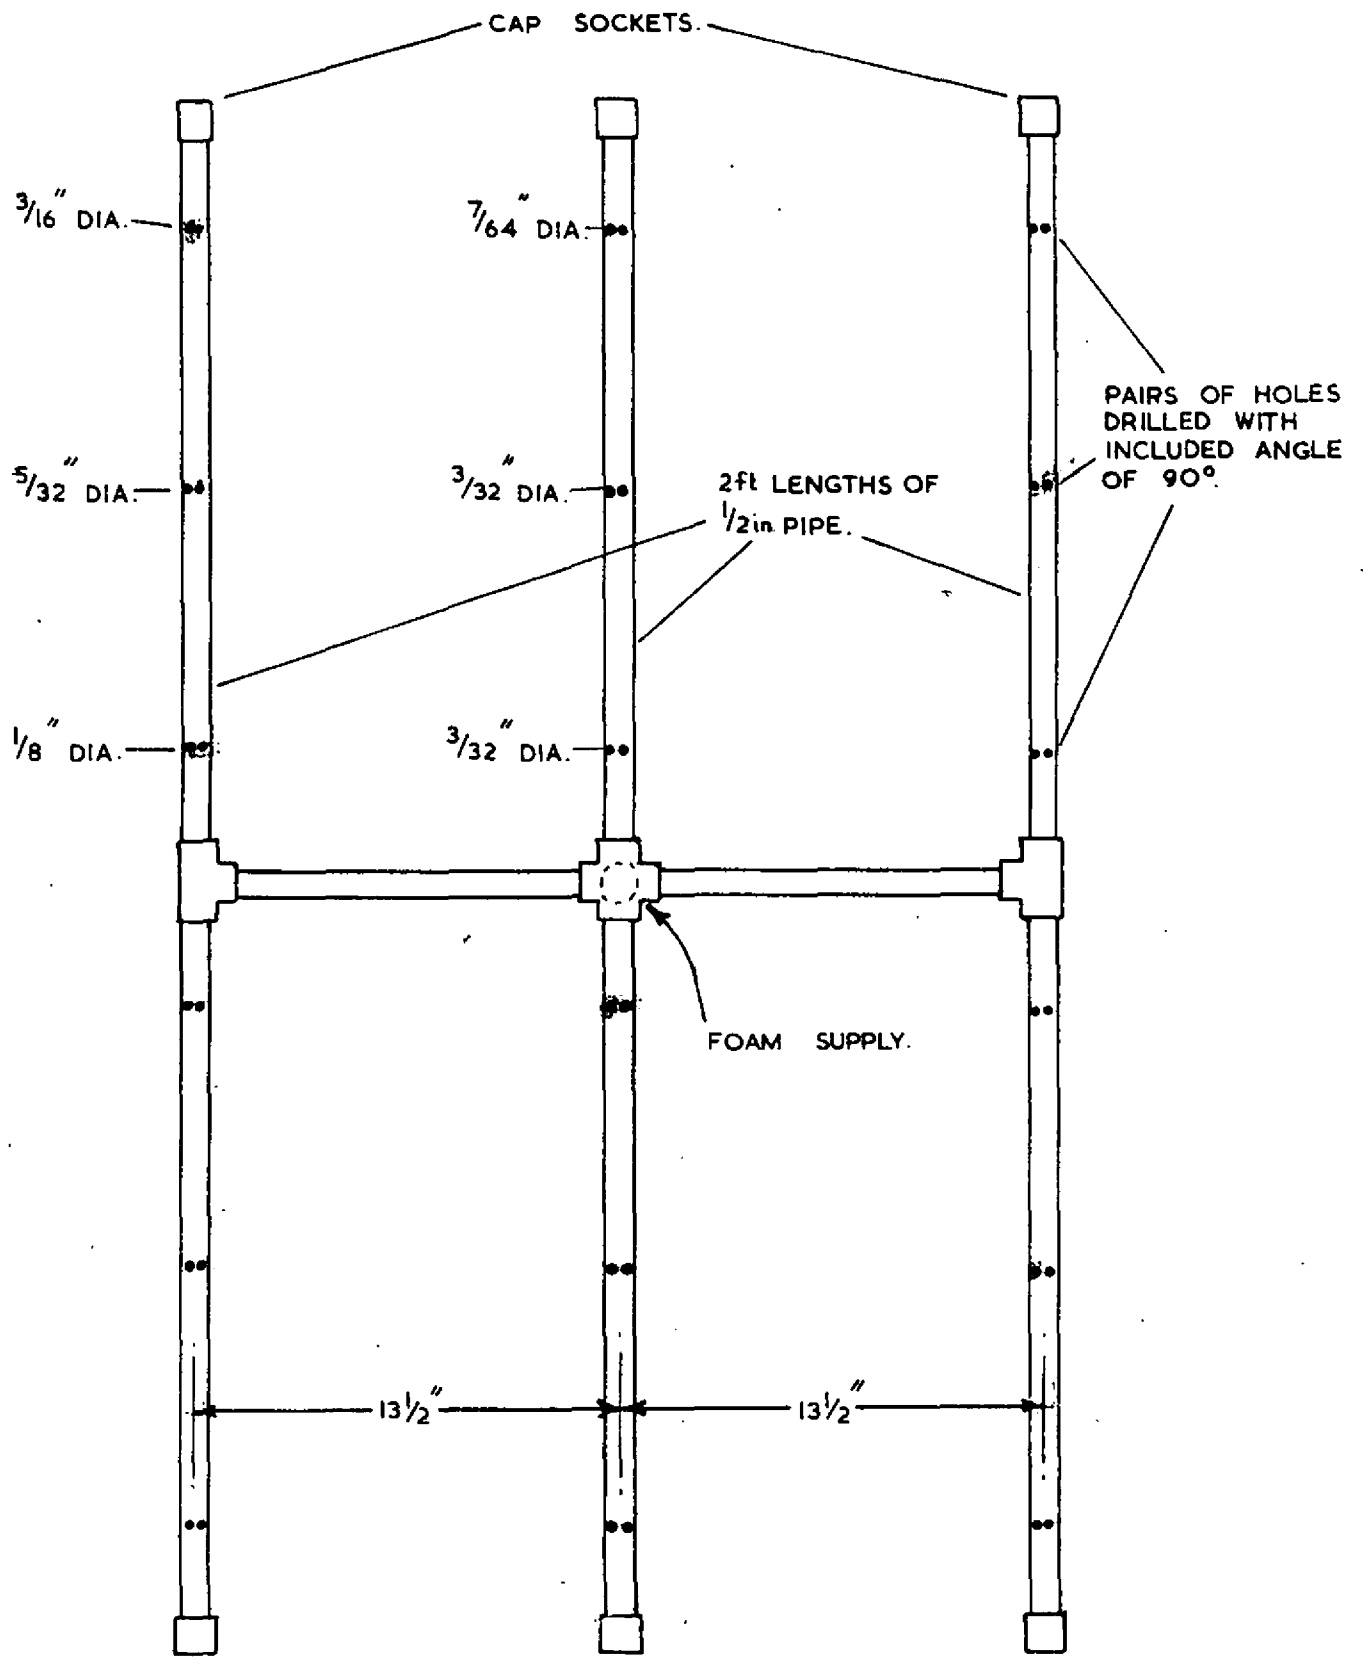 CAP SOCKETS.
3/16" DIA.
7/64" DIA.
PAIRS OF HOLES
DRILLED WITH
INCLUDED ANGLE
OF 90°.
5/32" DIA.
3/32" DIA.
2ft LENGTHS OF
1/2in PIPE.
1/8" DIA.
3/32" DIA.
FOAM SUPPLY.
13 1/2"
13 1/2"